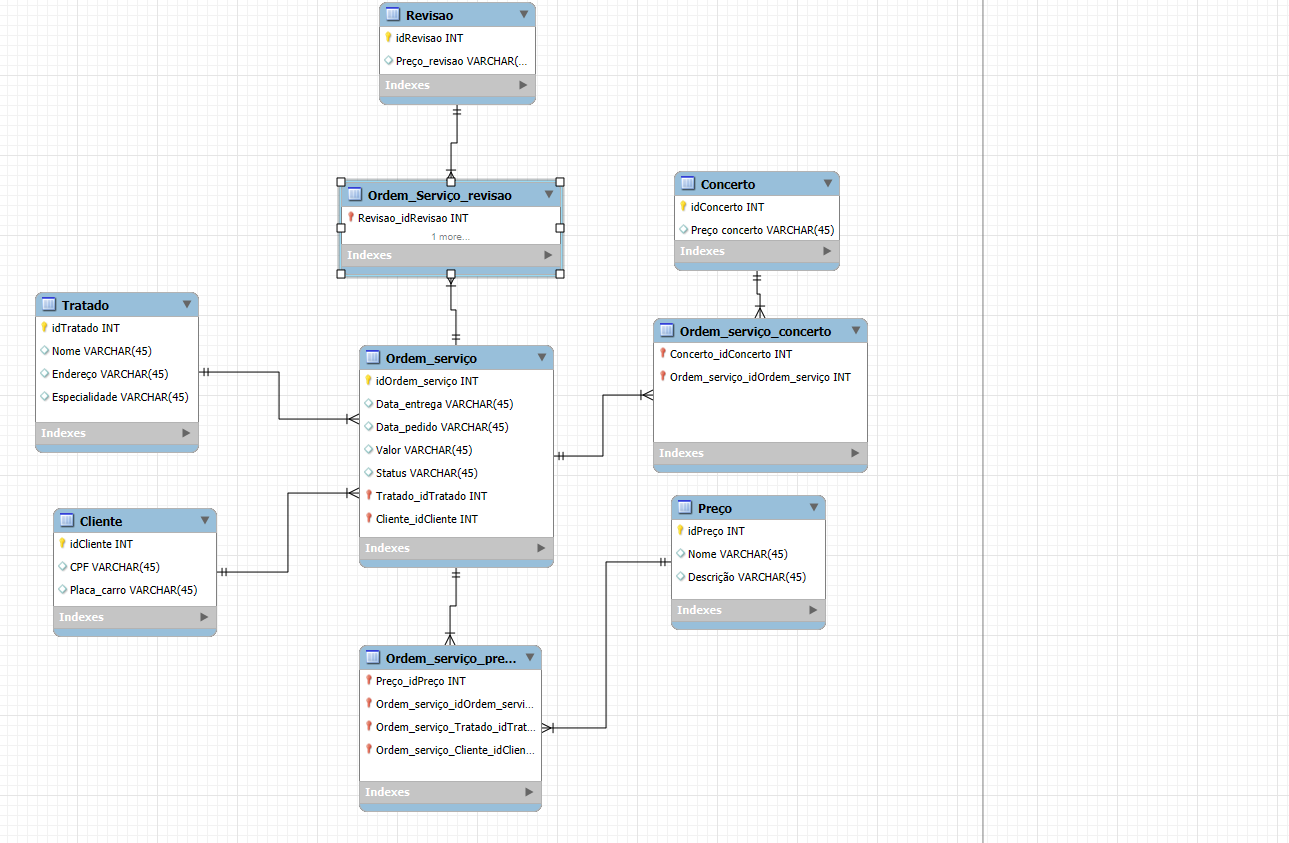 Revisao
idRevisao INT
Preço_revisao VARCHAR(...
Indexes
Ordem_Serviço_revisao
Revisao_idRevisao INT
1 more...
Indexes
Concerto
idConcerto INT
Preço concerto VARCHAR(45)
Indexes
Tratado
idTratado INT
Nome VARCHAR(45)
Endereço VARCHAR(45)
Especialidade VARCHAR(45)
Indexes
Ordem_serviço
idOrdem_serviço INT
Data_entrega VARCHAR(45)
Data_pedido VARCHAR(45)
Valor VARCHAR(45)
Status VARCHAR(45)
Tratado_idTratado INT
Cliente_idCliente INT
Indexes
Ordem_serviço_concerto
Concerto_idConcerto INT
Ordem_serviço_idOrdem_serviço INT
Indexes
Cliente
idCliente INT
CPF VARCHAR(45)
Placa_carro VARCHAR(45)
Indexes
Preço
idPreço INT
Nome VARCHAR(45)
Descrição VARCHAR(45)
Indexes
Ordem_serviço_pre...
Preço_idPreço INT
Ordem_serviço_idOrdem_servi...
Ordem_serviço_Tratado_idTrat...
Ordem_serviço_Cliente_idClien...
Indexes